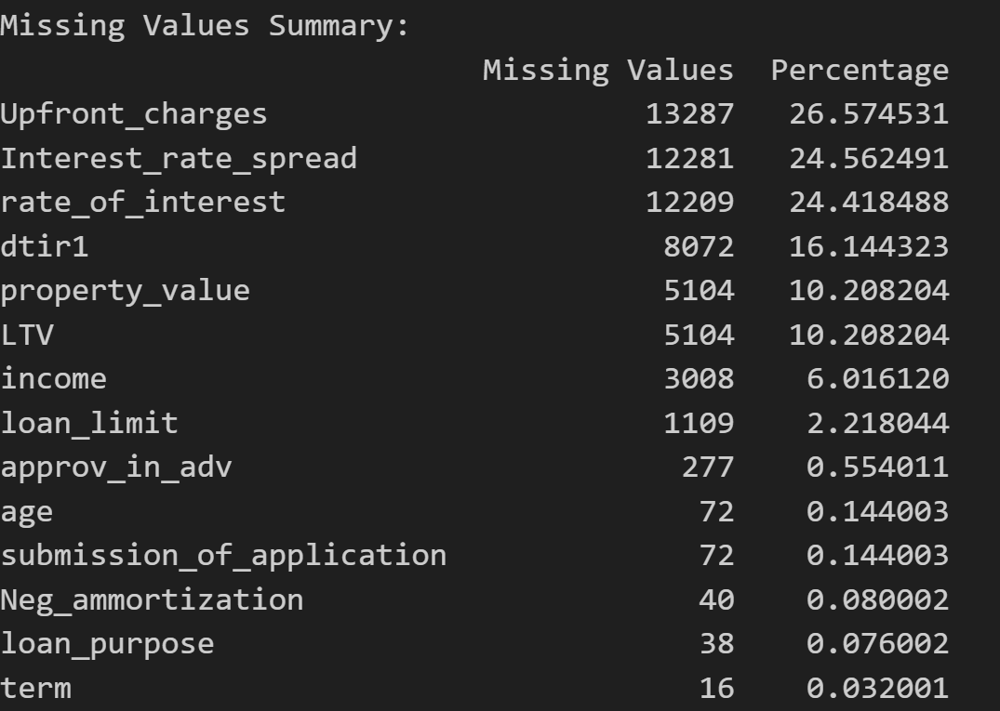 Missing Values Summary:
Missing Values Percentage
Upfront_charges 13287 26.574531
Interest_rate_spread 12281 24.562491
rate_of_interest 12209 24.418488
dtir1 8072 16.144323
property_value 5104 10.208204
LTV 5104 10.208204
income 3008 6.016120
loan_limit 1109 2.218044
approv_in_adv 277 0.554011
age 72 0.144003
submission_of_application 72 0.144003
Neg_ammortization 40 0.080002
loan_purpose 38 0.076002
term 16 0.032001